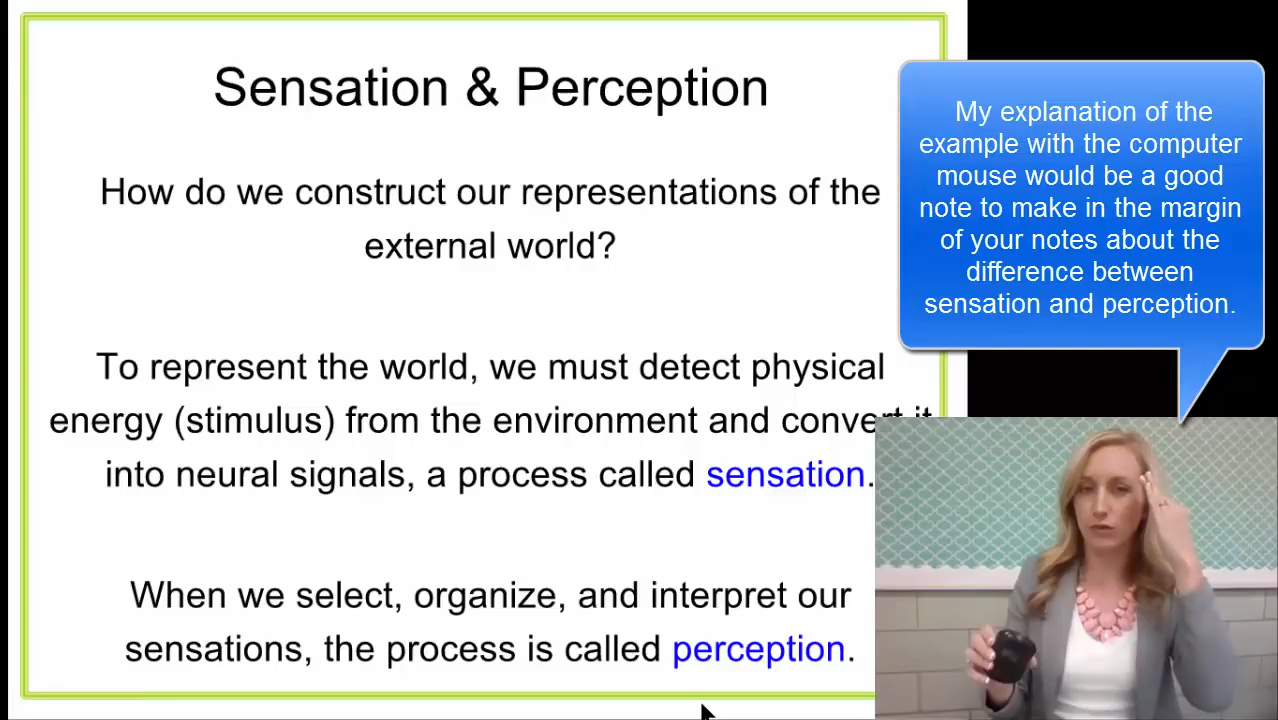 Sensation & Perception
How do we construct our representations of the
external world?
To represent the world, we must detect physical
energy (stimulus) from the environment and
into neural signals, a process called sensation.
When we select, organize, and interpret our
sensations, the process is called perception.
My explanation of the
example with the computer
mouse would be a good
note to make in the margin
of your notes about the
difference between
sensation and perception.